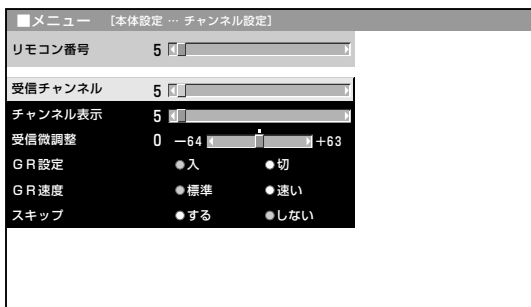 ■メニュー [本体設定 … チャンネル設定]
リモコン番号 5
受信チャンネル 5
チャンネル表示 5
受信微調整 0 －64 ＋63
ＧＲ設定 ●入 ●切
ＧＲ速度 ●標準 ●速い
スキップ ●する ●しない